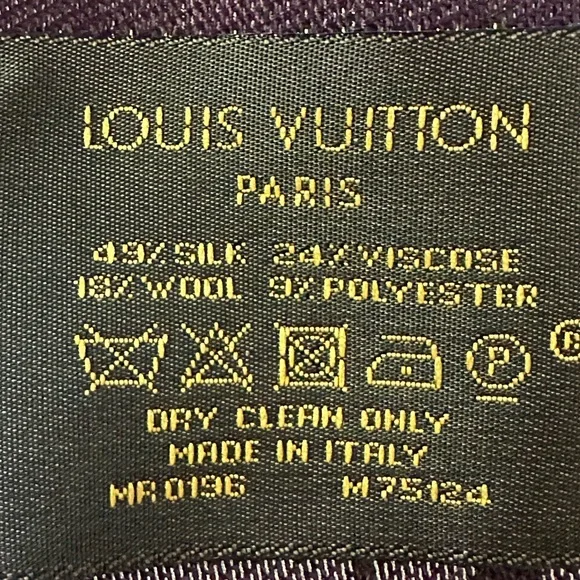 LOUIS VUITTON
PARIS
49% SILK 24% VISCOSE
18% WOOL 9% POLYESTER
P ®
DRY CLEAN ONLY
MADE IN ITALY
MR0196 M75124